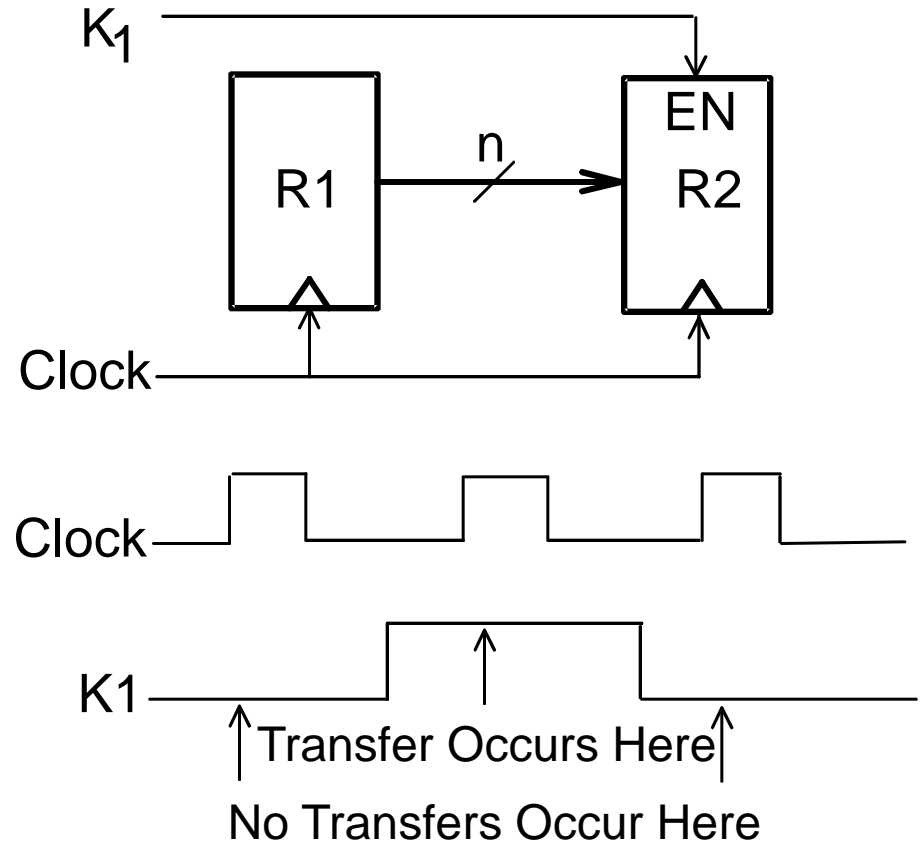 K₁
EN
n
R1
R2
Clock
Clock
K1
Transfer Occurs Here
No Transfers Occur Here